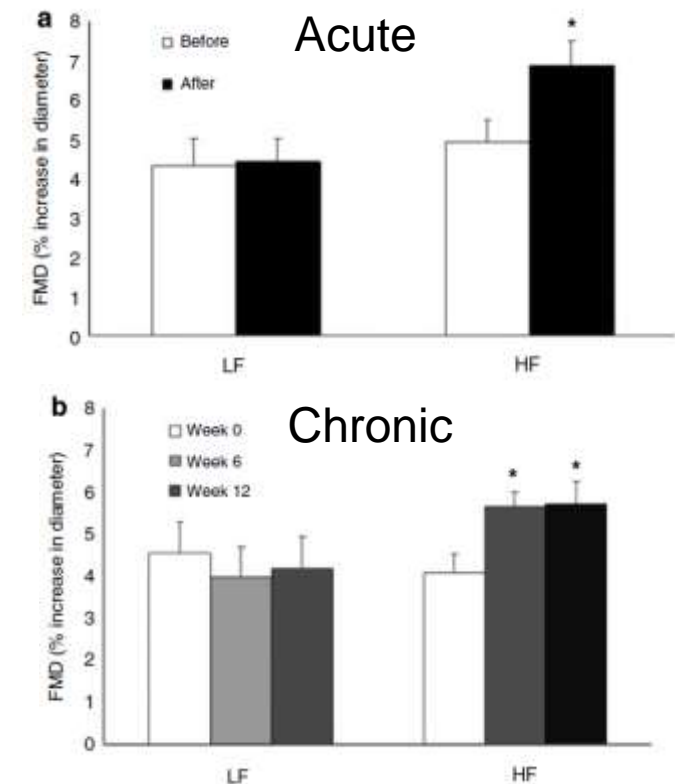 a
Acute
8
7
6
5
4
3
2
1
0
FMD (% increase in diameter)
□ Before
■ After
*
LF
HF
b
Chronic
8
7
6
5
4
3
2
1
0
FMD (% increase in diameter)
□ Week 0
■ Week 6
■ Week 12
* *
LF
HF